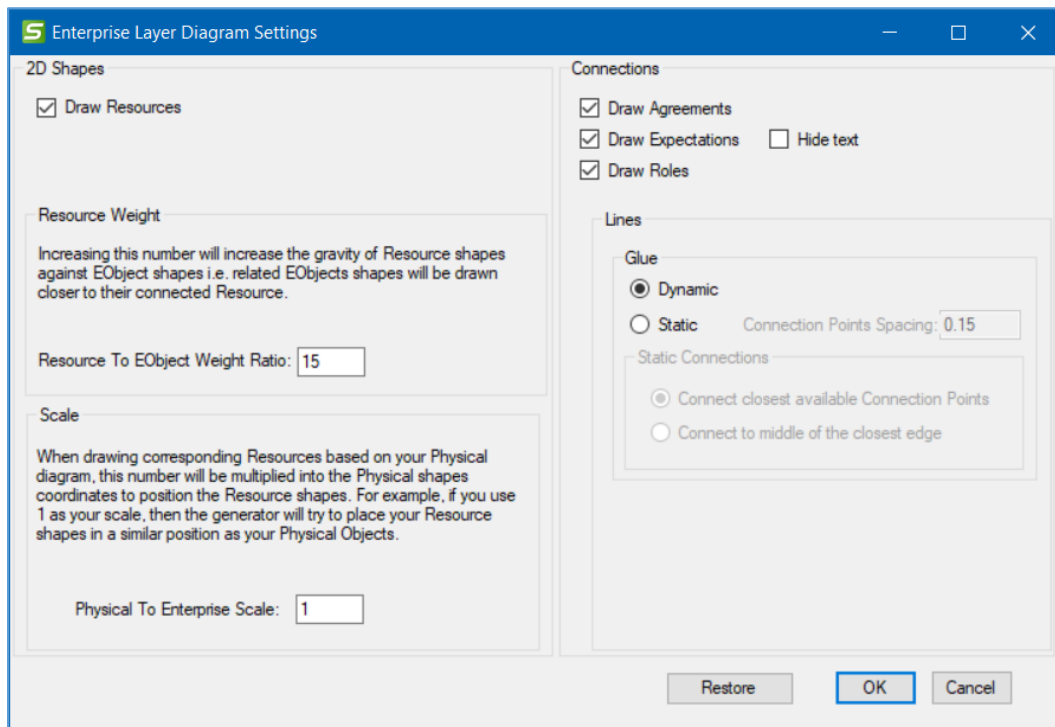 S Enterprise Layer Diagram Settings
2D Shapes
Draw Resources
Resource Weight
Increasing this number will increase the gravity of Resource shapes
against EObject shapes i.e. related EObjects shapes will be drawn
closer to their connected Resource.
Resource To EObject Weight Ratio: 15
Scale
When drawing corresponding Resources based on your Physical
diagram, this number will be multiplied into the Physical shapes
coordinates to position the Resource shapes. For example, if you use
1 as your scale, then the generator will try to place your Resource
shapes in a similar position as your Physical Objects.
Physical To Enterprise Scale: 1
Connections
Draw Agreements
Draw Expectations Hide text
Draw Roles
Lines
Glue
Dynamic
Static Connection Points Spacing: 0.15
Static Connections
Connect closest available Connection Points
Connect to middle of the closest edge
Restore OK Cancel